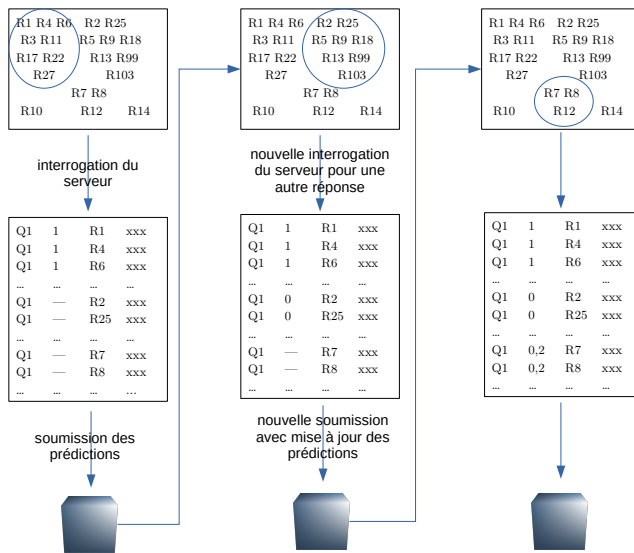 R1 R4 R6 R2 R25
R3 R11 R5 R9 R18
R17 R22 R13 R99
R27 R103
R7 R8
R10 R12 R14
interrogation du
serveur
Q1 1 R1 xxx
Q1 1 R4 xxx
Q1 1 R6 xxx
... ... ... ...
Q1 — R2 xxx
Q1 — R25 xxx
... ... ... ...
Q1 — R7 xxx
Q1 — R8 xxx
... ... ... ...
soumission des
prédictions
R1 R4 R6 R2 R25
R3 R11 R5 R9 R18
R17 R22 R13 R99
R27 R103
R7 R8
R10 R12 R14
nouvelle interrogation
du serveur pour une
autre réponse
Q1 1 R1 xxx
Q1 1 R4 xxx
Q1 1 R6 xxx
... ... ... ...
Q1 0 R2 xxx
Q1 0 R25 xxx
... ... ... ...
Q1 — R7 xxx
Q1 — R8 xxx
... ... ... ...
nouvelle soumission
avec mise à jour des
prédictions
R1 R4 R6 R2 R25
R3 R11 R5 R9 R18
R17 R22 R13 R99
R27 R103
R7 R8
R10 R12 R14
Q1 1 R1 xxx
Q1 1 R4 xxx
Q1 1 R6 xxx
... ... ... ...
Q1 0 R2 xxx
Q1 0 R25 xxx
... ... ... ...
Q1 0,2 R7 xxx
Q1 0,2 R8 xxx
... ... ... ...